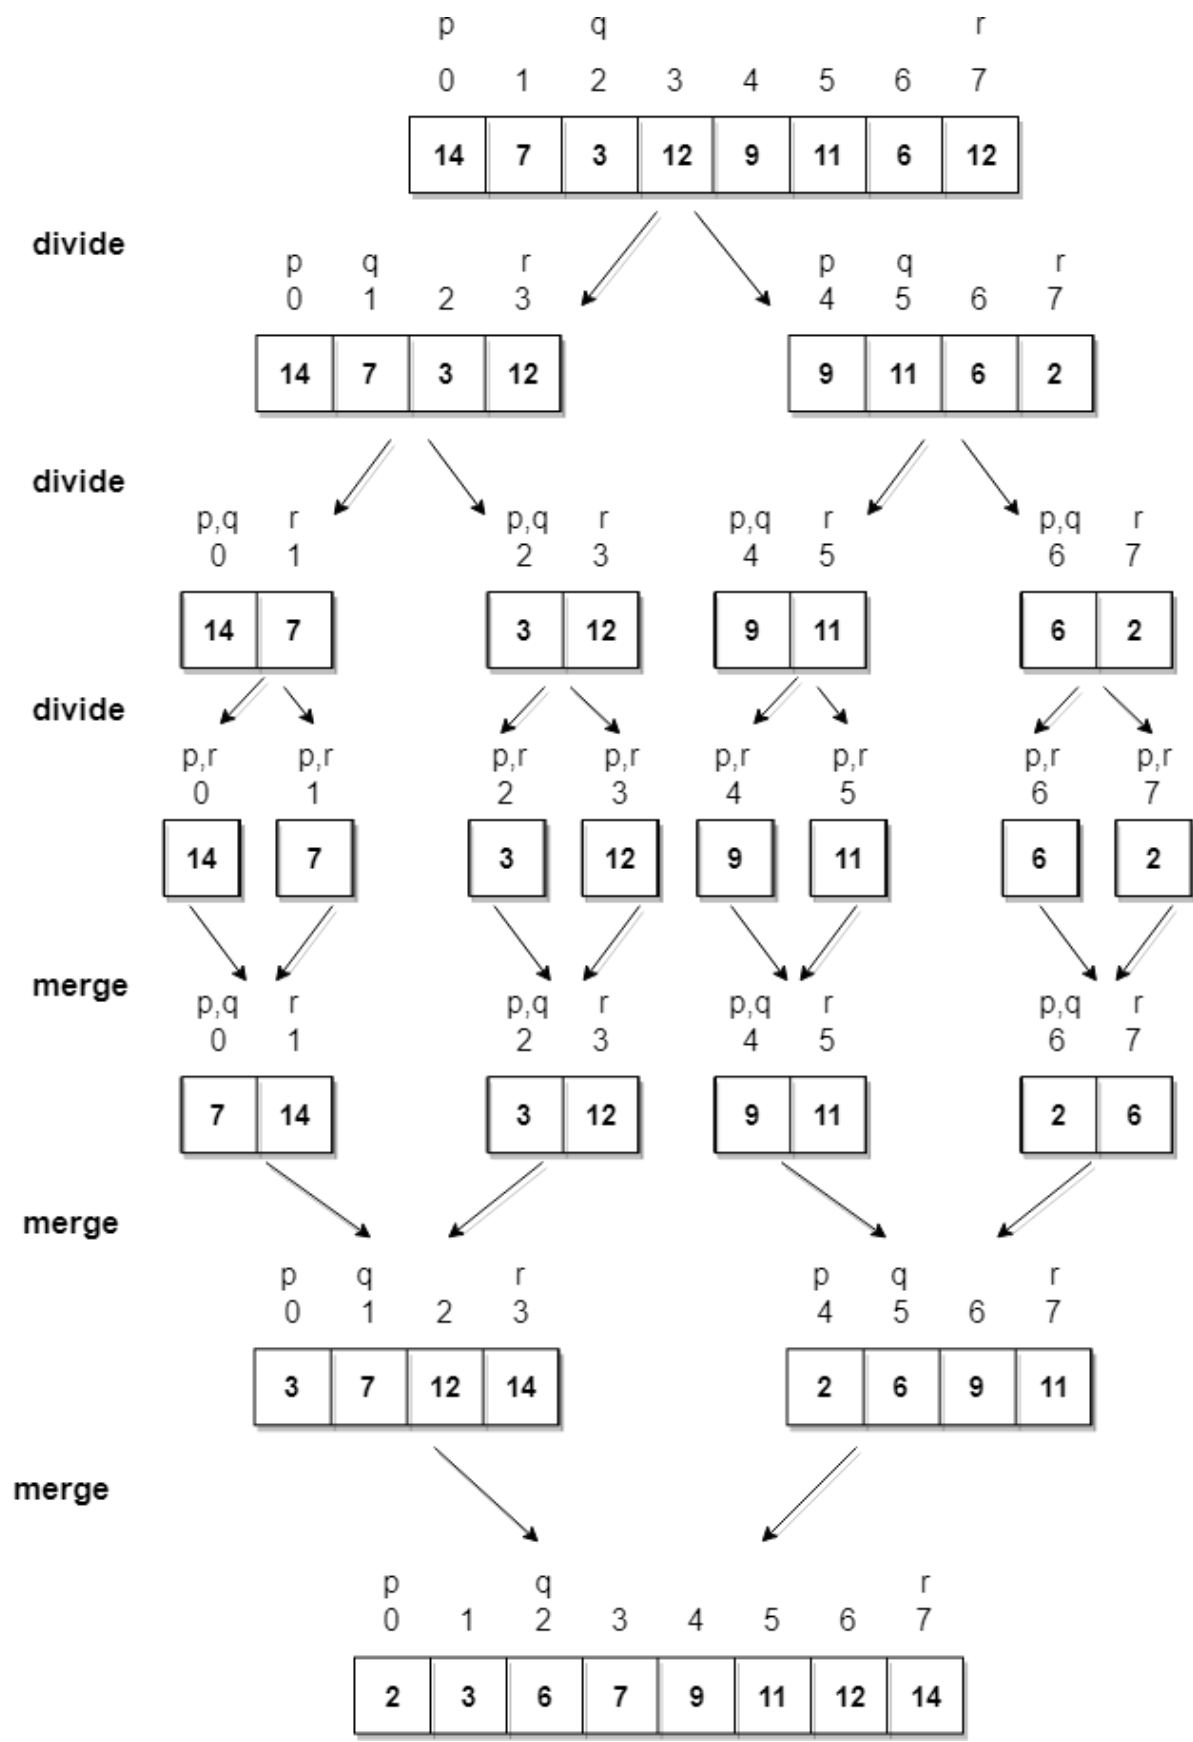 p q r
0 1 2 3 4 5 6 7
14 7 3 12 9 11 6 12
divide
p q r p q r
0 1 2 3 4 5 6 7
14 7 3 12 9 11 6 2
divide
p,q r p,q r p,q r p,q r
0 1 2 3 4 5 6 7
14 7 3 12 9 11 6 2
divide
p,r p,r p,r p,r p,r p,r p,r p,r
0 1 2 3 4 5 6 7
14 7 3 12 9 11 6 2
merge
p,q r p,q r p,q r p,q r
0 1 2 3 4 5 6 7
7 14 3 12 9 11 2 6
merge
p q r p q r
0 1 2 3 4 5 6 7
3 7 12 14 2 6 9 11
merge
p q r
0 1 2 3 4 5 6 7
2 3 6 7 9 11 12 14